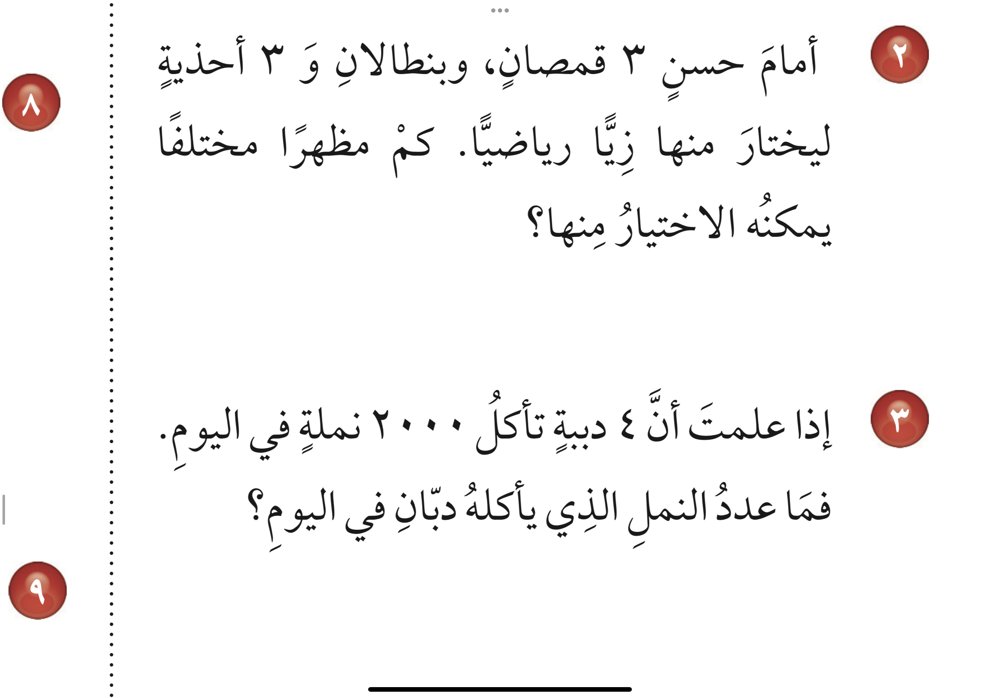 ٢
أمامَ حسنٍ ٣ قمصانٍ، وبنطالانِ وَ ٣ أحذيةٍ
ليختارَ منها زِيًّا رياضيًّا. كمْ مظهرًا مختلفًا
يمكنُه الاختيارُ مِنها؟
٣
إذا علمتَ أنَّ ٤ دببةٍ تأكلُ ٢٠٠٠ نملةٍ في اليومِ.
فمَا عددُ النملِ الذِي يأكلهُ دبّانِ في اليومِ؟
٨
٩